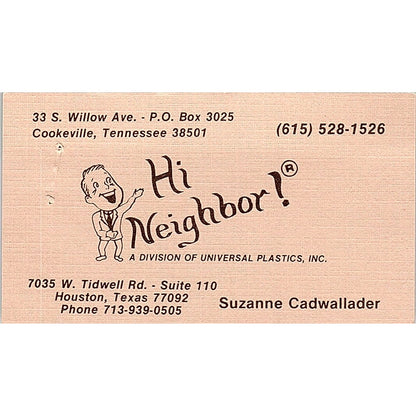 33 S. Willow Ave. - P.O. Box 3025
Cookeville, Tennessee 38501
(615) 528-1526
Hi
Neighbor!®
A DIVISION OF UNIVERSAL PLASTICS, INC.
7035 W. Tidwell Rd. - Suite 110
Houston, Texas 77092
Phone 713-939-0505
Suzanne Cadwallader